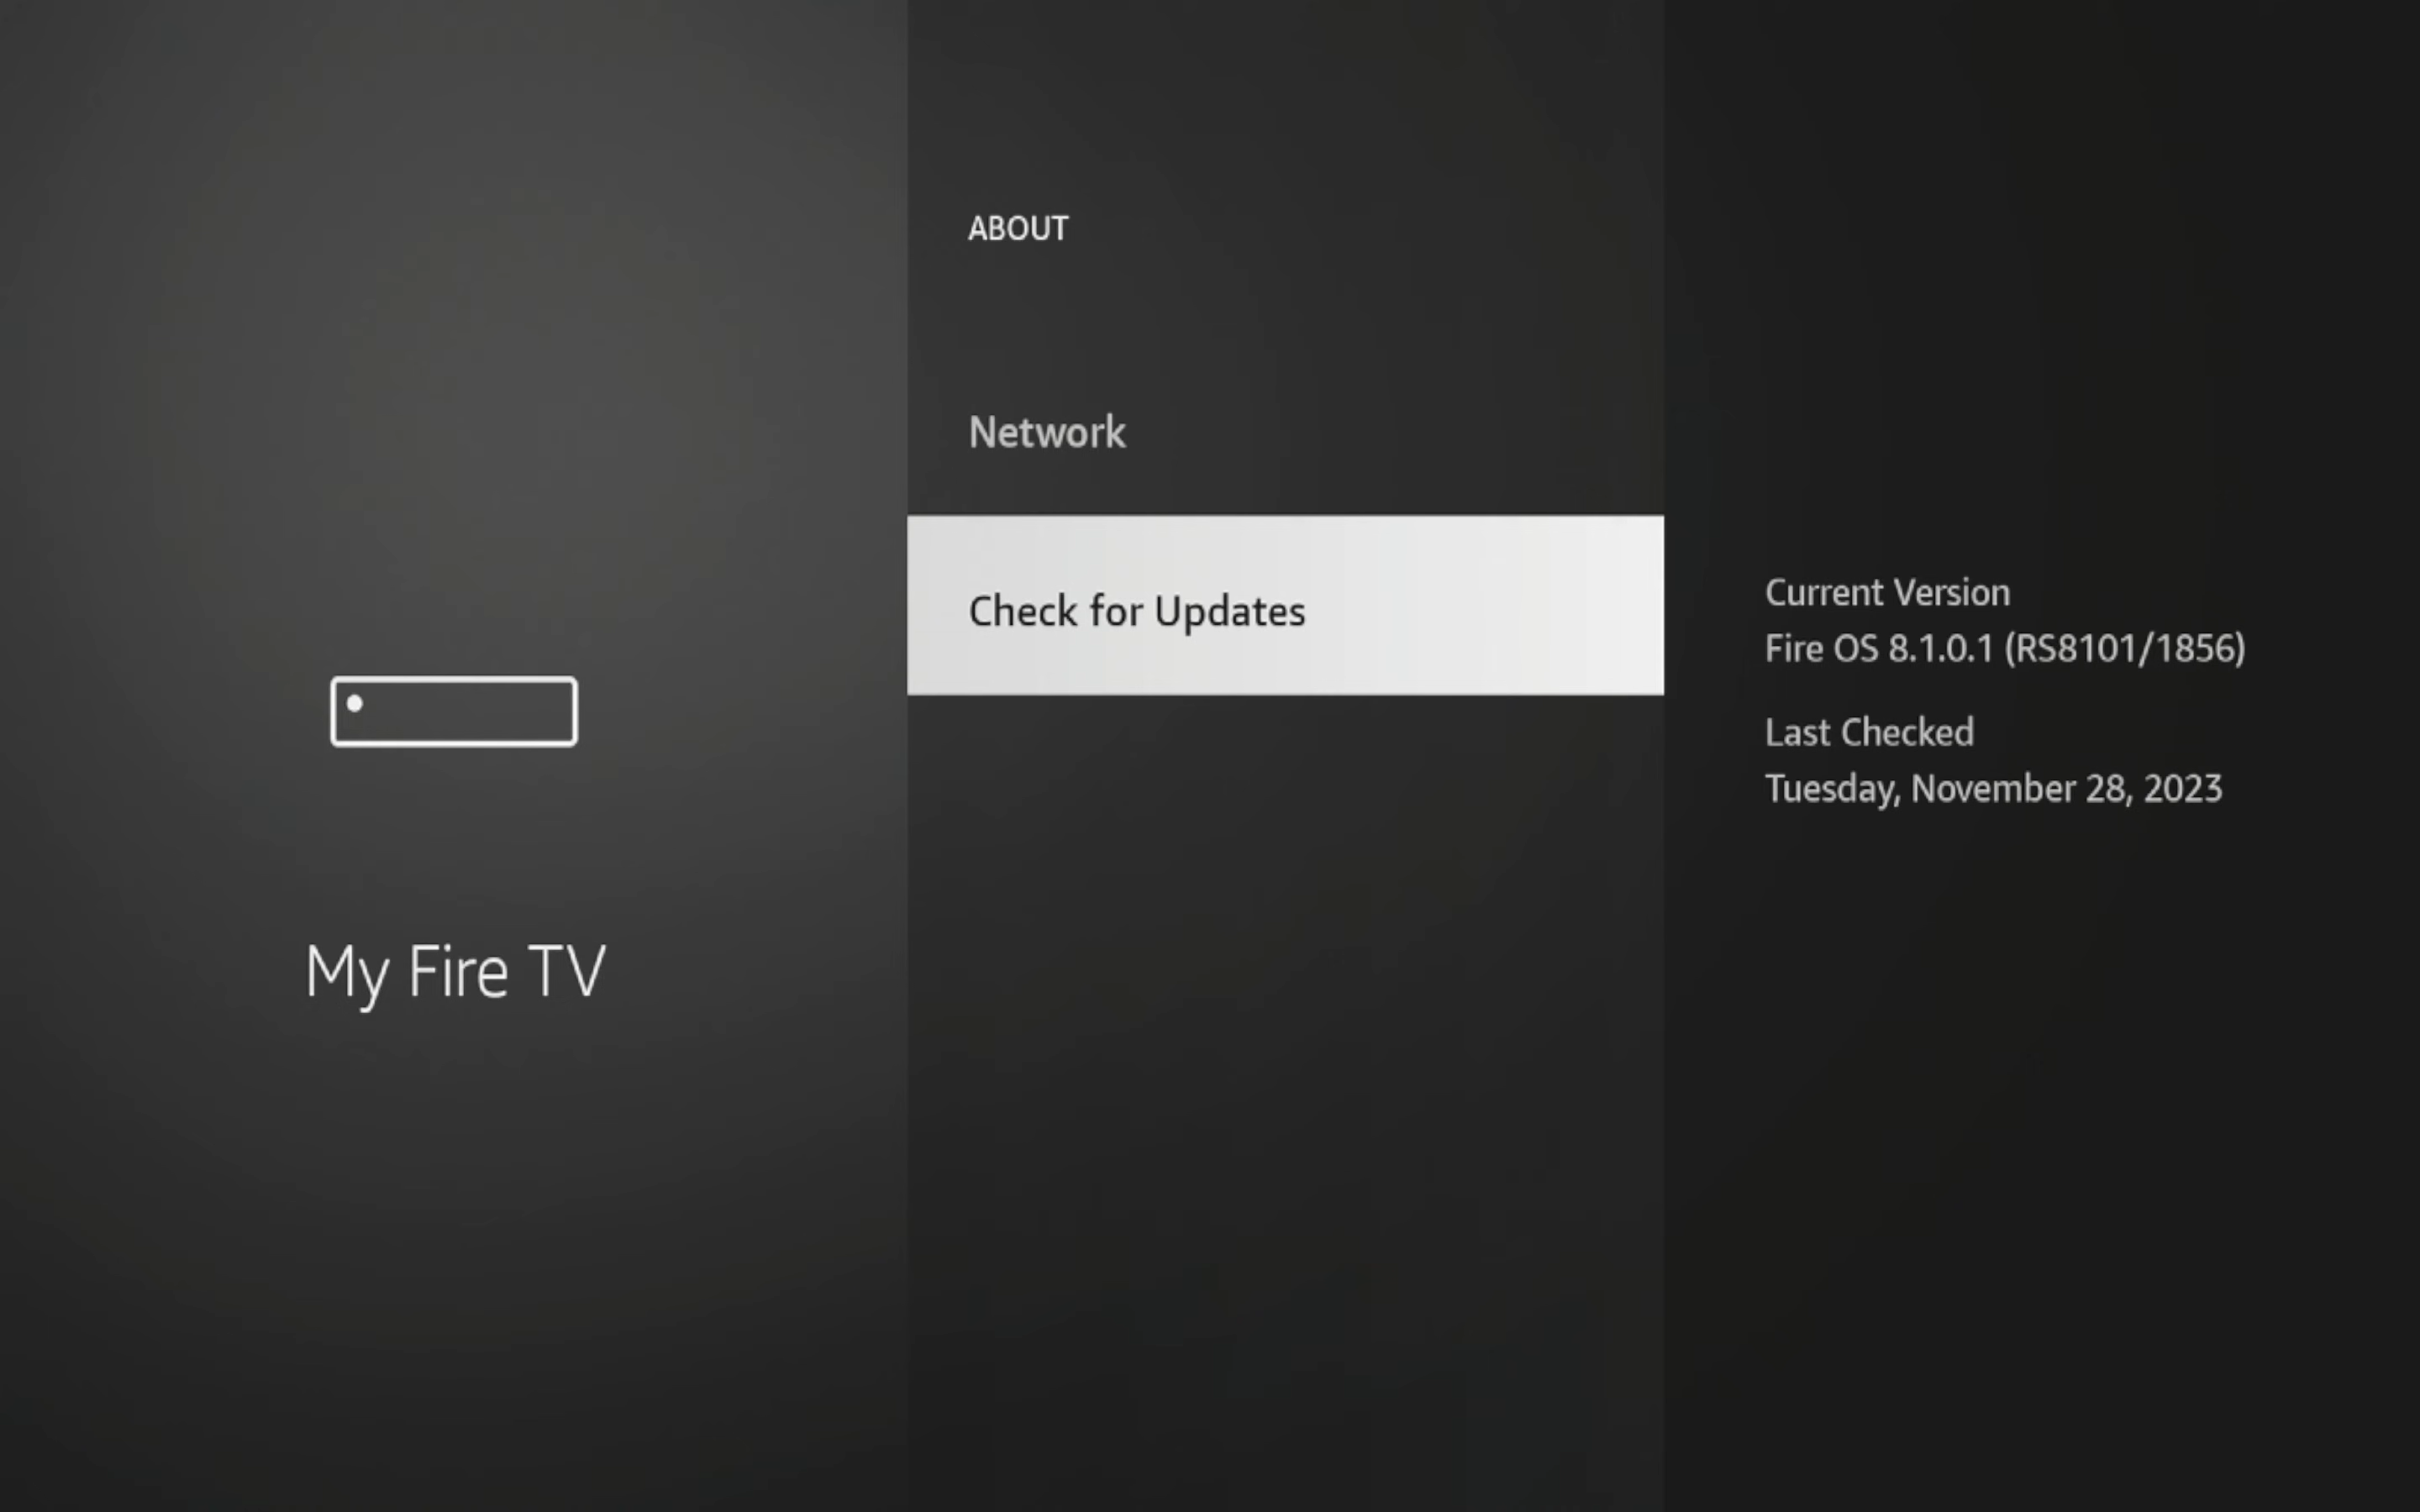 My Fire TV
ABOUT
Network
Check for Updates
Current Version
Fire OS 8.1.0.1 (RS8101/1856)
Last Checked
Tuesday, November 28, 2023